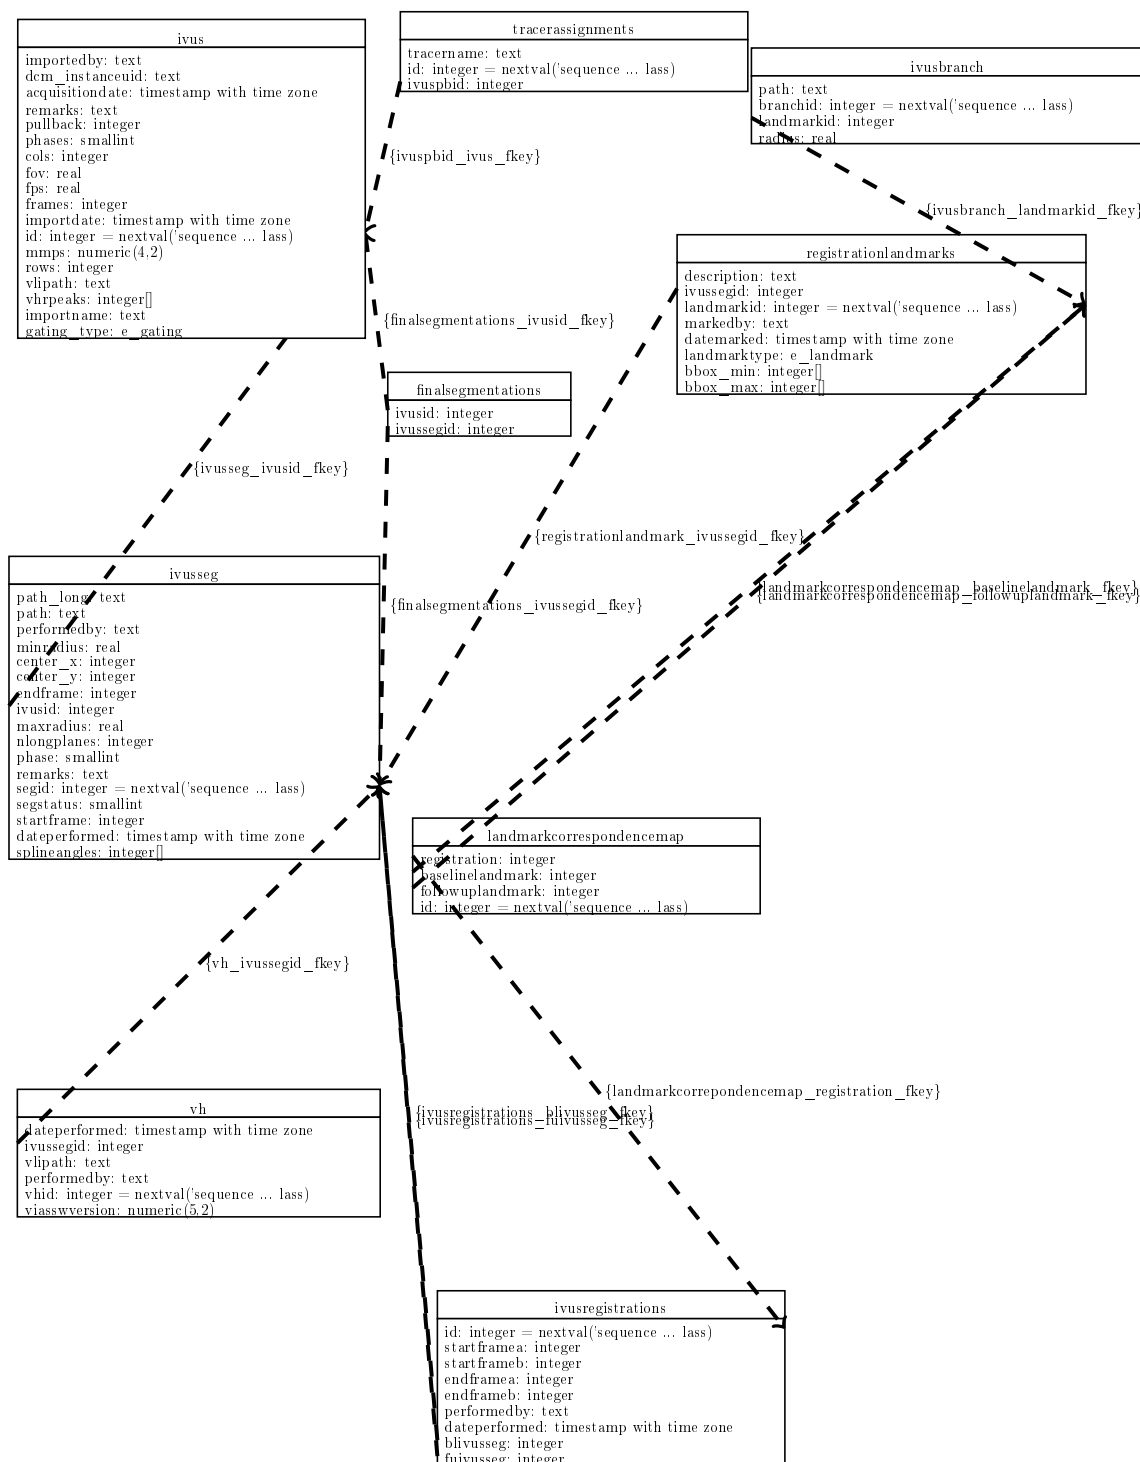 ivus
importedby: text
dcm_instanceuid: text
acquisitiondate: timestamp with time zone
remarks: text
pullback: integer
phases: smallint
cols: integer
fov: real
fps: real
frames: integer
importdate: timestamp with time zone
id: integer = nextval('sequence ... lass)
mmps: numeric(4,2)
rows: integer
vlipath: text
vhrpeaks: integer[]
importname: text
gating_type: e_gating
tracerassignments
tracername: text
id: integer = nextval('sequence ... lass)
ivuspbid: integer
ivusbranch
path: text
branchid: integer = nextval('sequence ... lass)
landmarkid: integer
radius: real
{ivuspbid_ivus_fkey}
{ivusbranch_landmarkid_fkey}
registrationlandmarks
description: text
ivussegid: integer
landmarkid: integer = nextval('sequence ... lass)
markedby: text
datemarked: timestamp with time zone
landmarktype: e_landmark
bbox_min: integer[]
bbox_max: integer[]
{finalsegmentations_ivusid_fkey}
finalsegmentations
ivusid: integer
ivussegid: integer
{ivusseg_ivusid_fkey}
{registrationlandmark_ivussegid_fkey}
ivusseg
path_long: text
path: text
performedby: text
minradius: real
center_x: integer
center_y: integer
endframe: integer
ivusid: integer
maxradius: real
nlongplanes: integer
phase: smallint
remarks: text
segid: integer = nextval('sequence ... lass)
segstatus: smallint
startframe: integer
dateperformed: timestamp with time zone
splineangles: integer[]
{finalsegmentations_ivussegid_fkey}
{landmarkcorrespondencemap_baselinelandmark_fkey}
{landmarkcorrespondencemap_followuplandmark_fkey}
landmarkcorrespondencemap
registration: integer
baselinelandmark: integer
followuplandmark: integer
id: integer = nextval('sequence ... lass)
{vh_ivussegid_fkey}
{landmarkcorrepondencemap_registration_fkey}
{ivusregistrations_blivusseg_fkey}
{ivusregistrations_fuivusseg_fkey}
vh
dateperformed: timestamp with time zone
ivussegid: integer
vlipath: text
performedby: text
vhid: integer = nextval('sequence ... lass)
viasswversion: numeric(5,2)
ivusregistrations
id: integer = nextval('sequence ... lass)
startframea: integer
startframeb: integer
endframea: integer
endframeb: integer
performedby: text
dateperformed: timestamp with time zone
blivusseg: integer
fuivusseg: integer